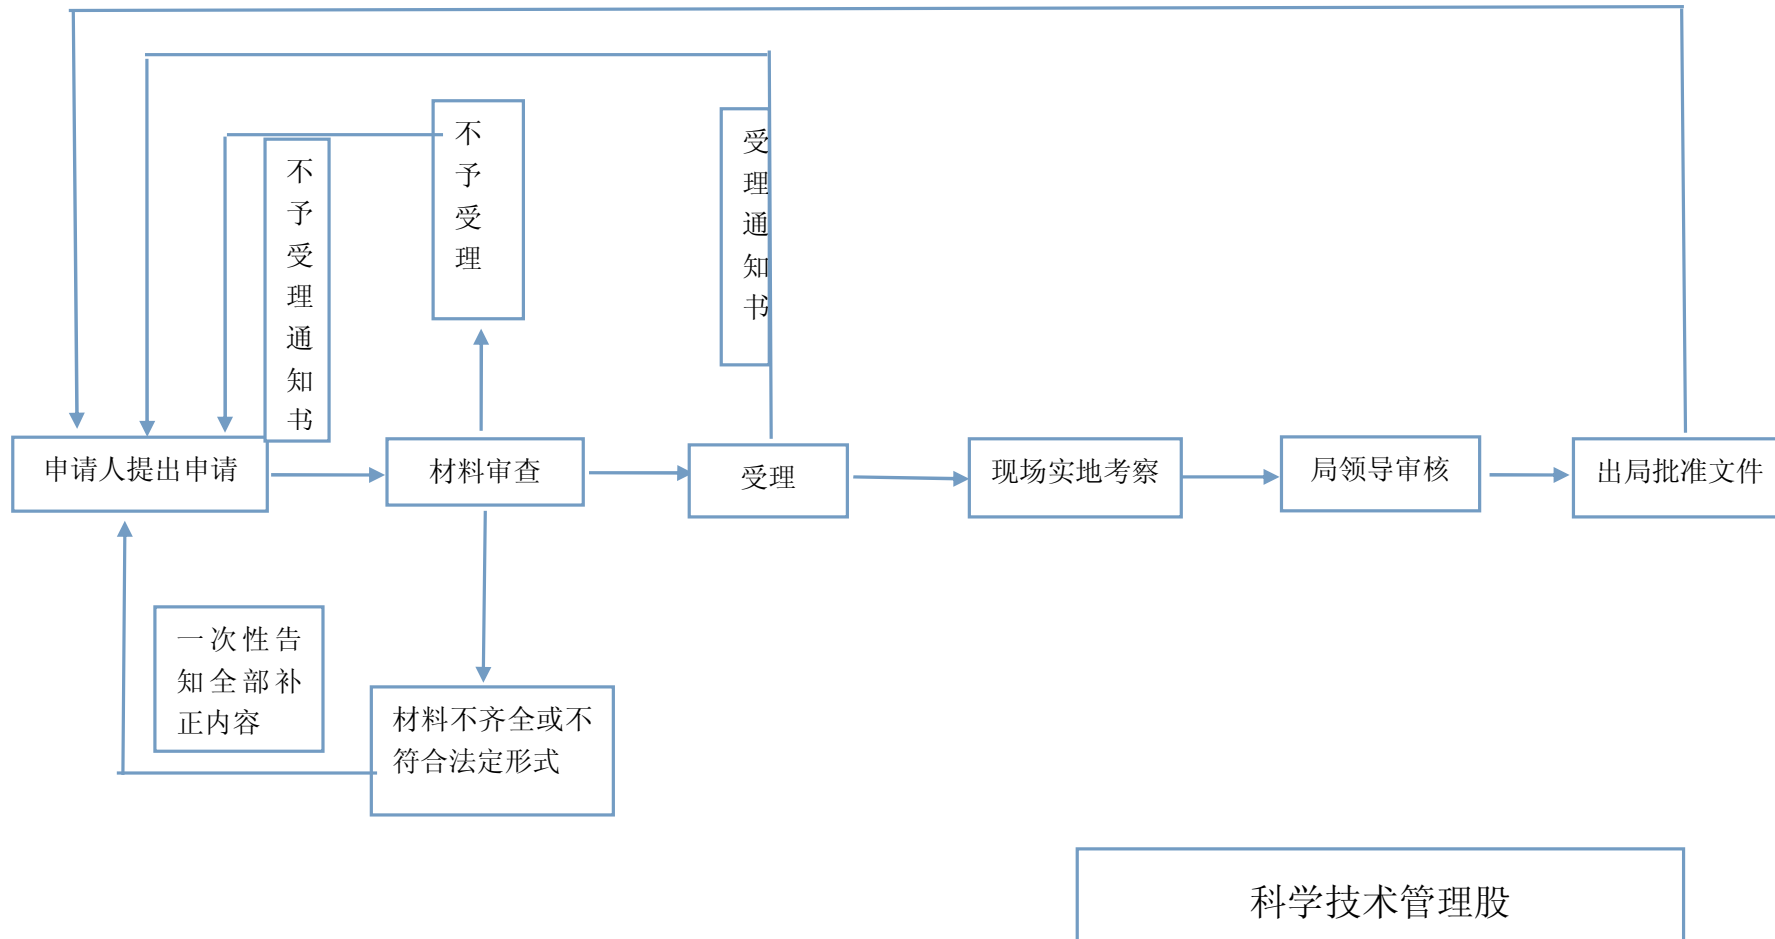 不予受理通知书
不予受理
受理通知书
申请人提出申请
材料审查
受理
现场实地考察
局领导审核
出局批准文件
一次性告
知全部补
正内容
材料不齐全或不
符合法定形式
科学技术管理股